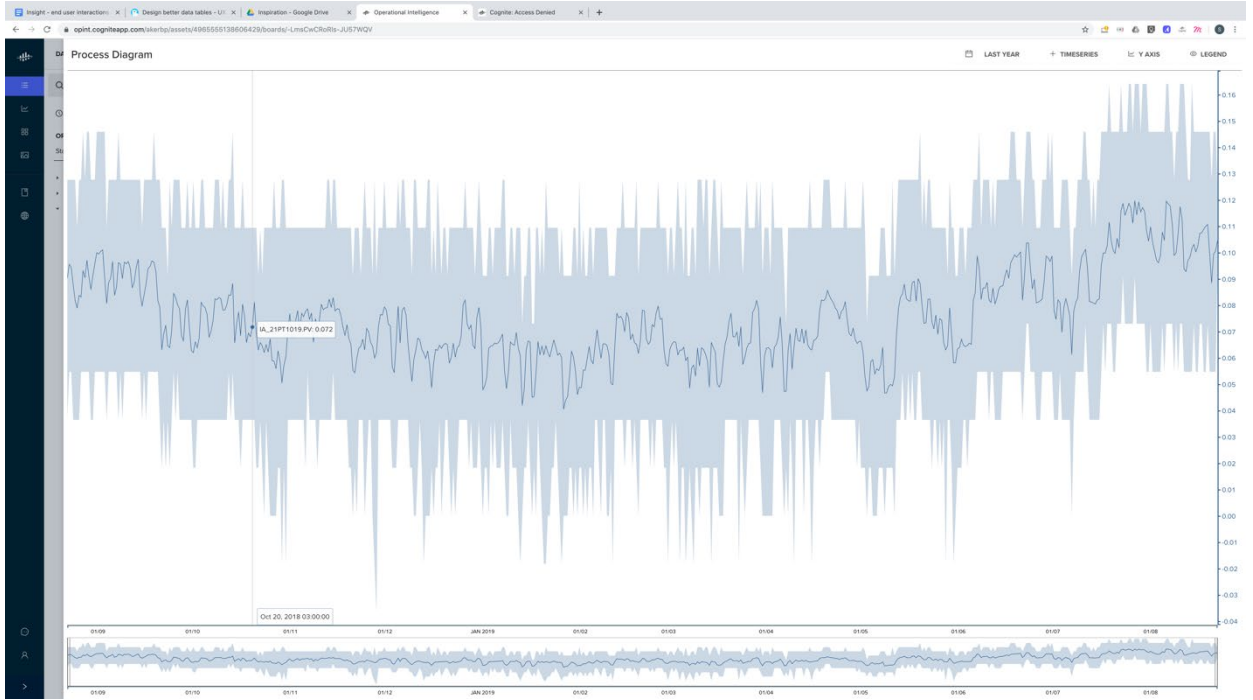 Insight - end user interactions
Design better data tables - UX
Inspiration - Google Drive
Operational Intelligence
Cognite: Access Denied
opint.cogniteapp.com/akerbp/assets/4965555138606429/boards/-LmsCwCRoRls-JU57WQV
Process Diagram
LAST YEAR
+ TIMESERIES
Y AXIS
LEGEND
DA
OP
Sta
0.16
0.15
0.14
0.13
0.12
0.11
0.10
0.09
0.08
0.07
0.06
0.05
0.04
0.03
0.02
0.01
0.00
-0.01
-0.02
-0.03
-0.04
IA_21PT1019.PV: 0.072
Oct 20, 2018 03:00:00
01/09 01/10 01/11 01/12 JAN 2019 01/02 01/03 01/04 01/05 01/06 01/07 01/08
01/09 01/10 01/11 01/12 JAN 2019 01/02 01/03 01/04 01/05 01/06 01/07 01/08